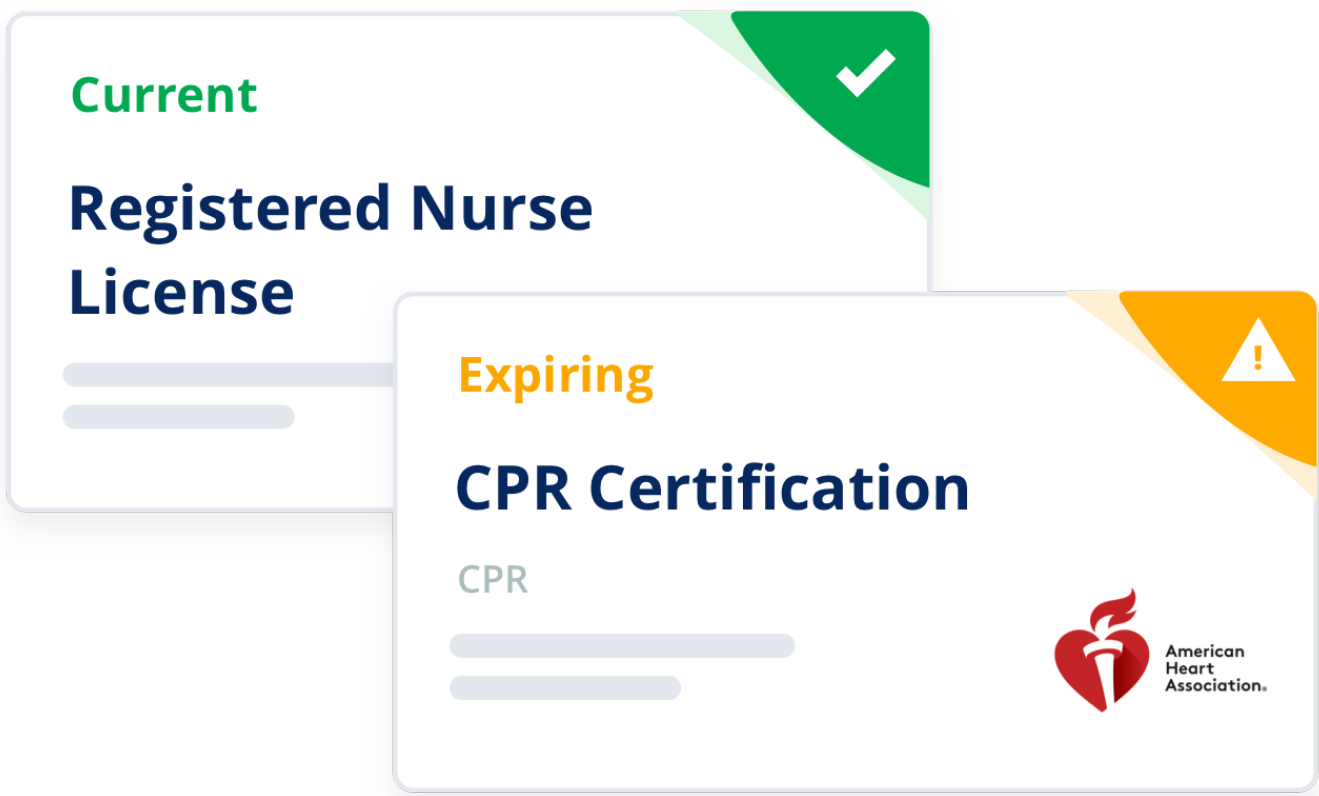 Current
Registered Nurse
License
Expiring
CPR Certification
CPR
American
Heart
Association®